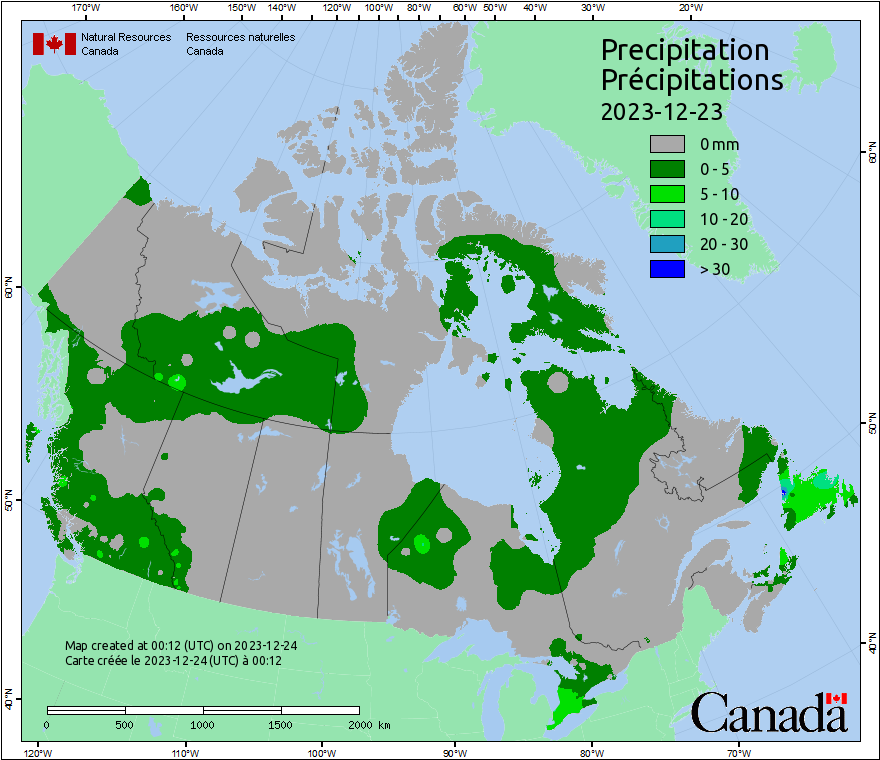 170°W 160°W 150°W 140°W 130°W 120°W 110°W 100°W 90°W 80°W 60°W 50°W 40°W 30°W 20°W
Natural Resources Ressources naturelles
Canada Canada
Precipitation
Précipitations
2023-12-23
0 mm
0 - 5
5 - 10
10 - 20
20 - 30
> 30
60°N
60°N
50°N
50°N
40°N
40°N
Map created at 00:12 (UTC) on 2023-12-24
Carte créée le 2023-12-24 (UTC) à 00:12
0 500 1000 1500 2000 km
Canada
120°W 110°W 100°W 90°W 80°W 70°W